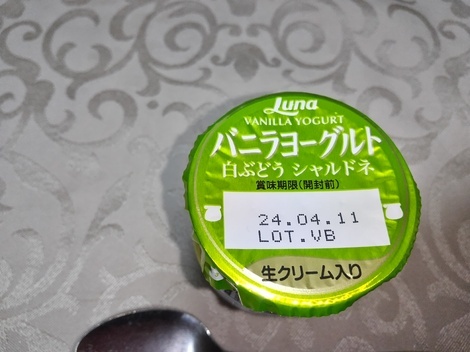 Luna
VANILLA YOGURT
バニラヨーグルト
白ぶどう シャルドネ
賞味期限(開封前)
24.04.11
LOT.VB
生クリーム入り